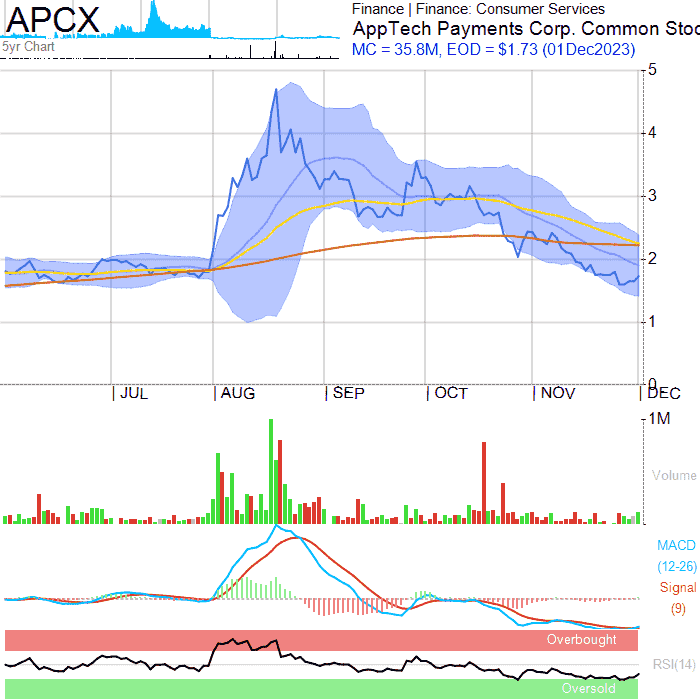 APCX
5yr Chart
Finance | Finance: Consumer Services
AppTech Payments Corp. Common Stoc
MC = 35.8M, EOD = $1.73 (01Dec2023)
5
4
3
2
1
0
JUL AUG SEP OCT NOV DEC
1M
Volume
MACD
(12-26)
Signal
(9)
Overbought
RSI(14)
Oversold